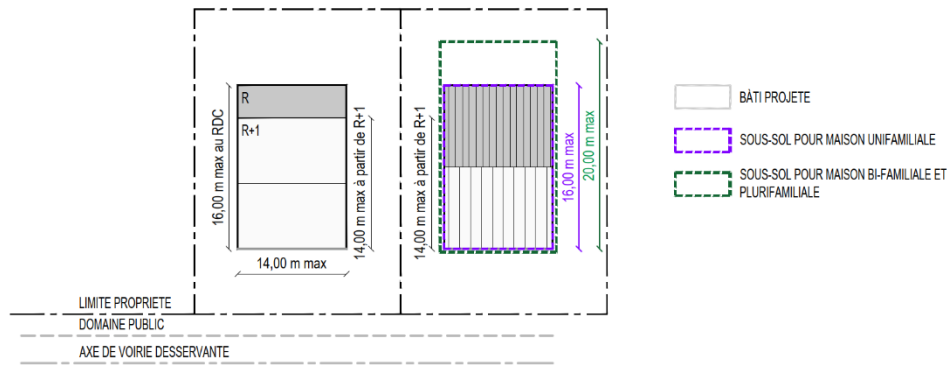 R
R+1
16,00 m max au RDC
14,00 m max à partir de R+1
14,00 m max
14,00 m max à partir de R+1
16,00 m max
20,00 m max
BÂTI PROJETE
SOUS-SOL POUR MAISON UNIFAMILIALE
SOUS-SOL POUR MAISON BI-FAMILIALE ET
PLURIFAMILIALE
LIMITE PROPRIETE
DOMAINE PUBLIC
AXE DE VOIRIE DESSERVANTE